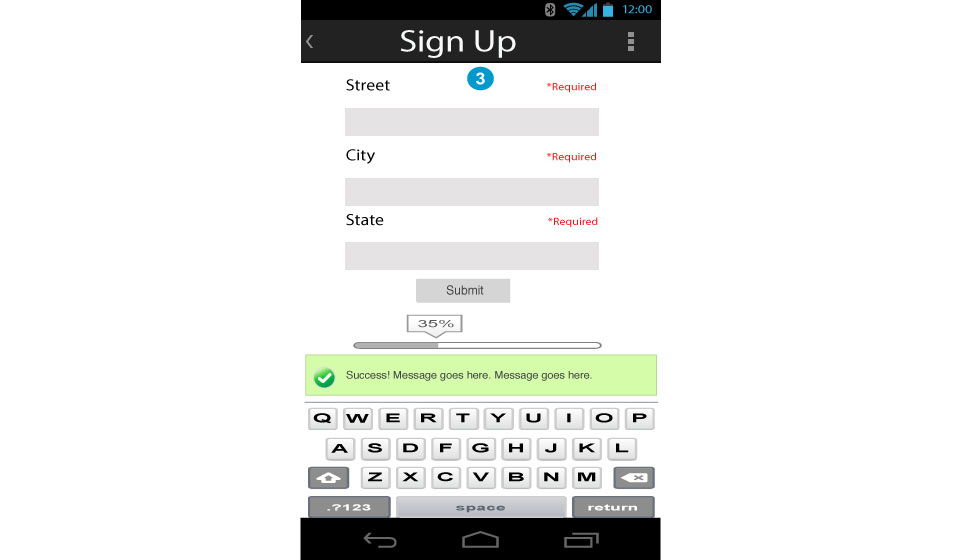 12:00
Sign Up
3
Street *Required
City *Required
State *Required
Submit
35%
Success! Message goes here. Message goes here.
Q W E R T Y U I O P
A S D F G H J K L
Z X C V B N M
.?123 space return